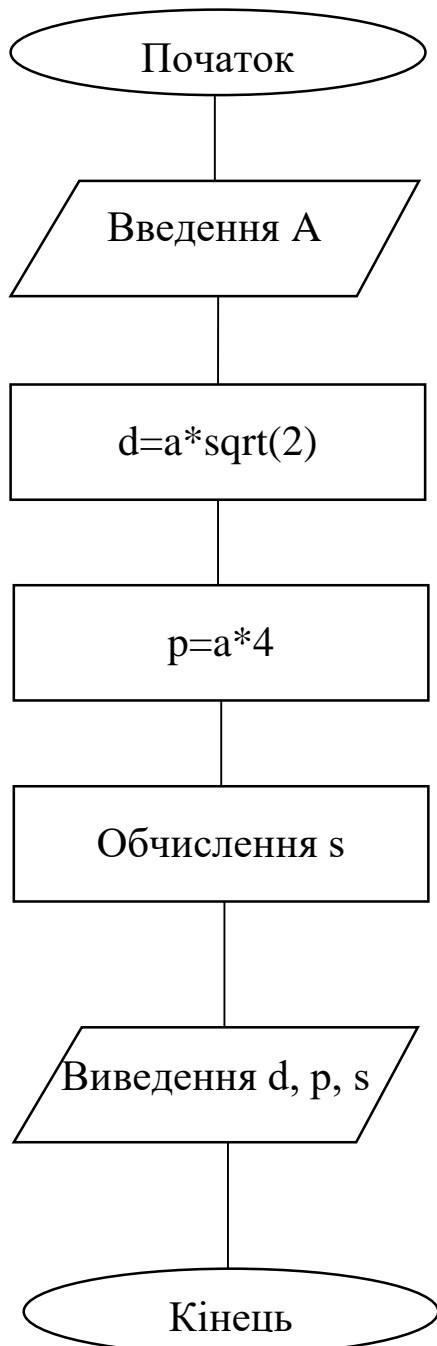 Початок
Введення A
d=a*sqrt(2)
p=a*4
Обчислення s
Виведення d, p, s
Кінець